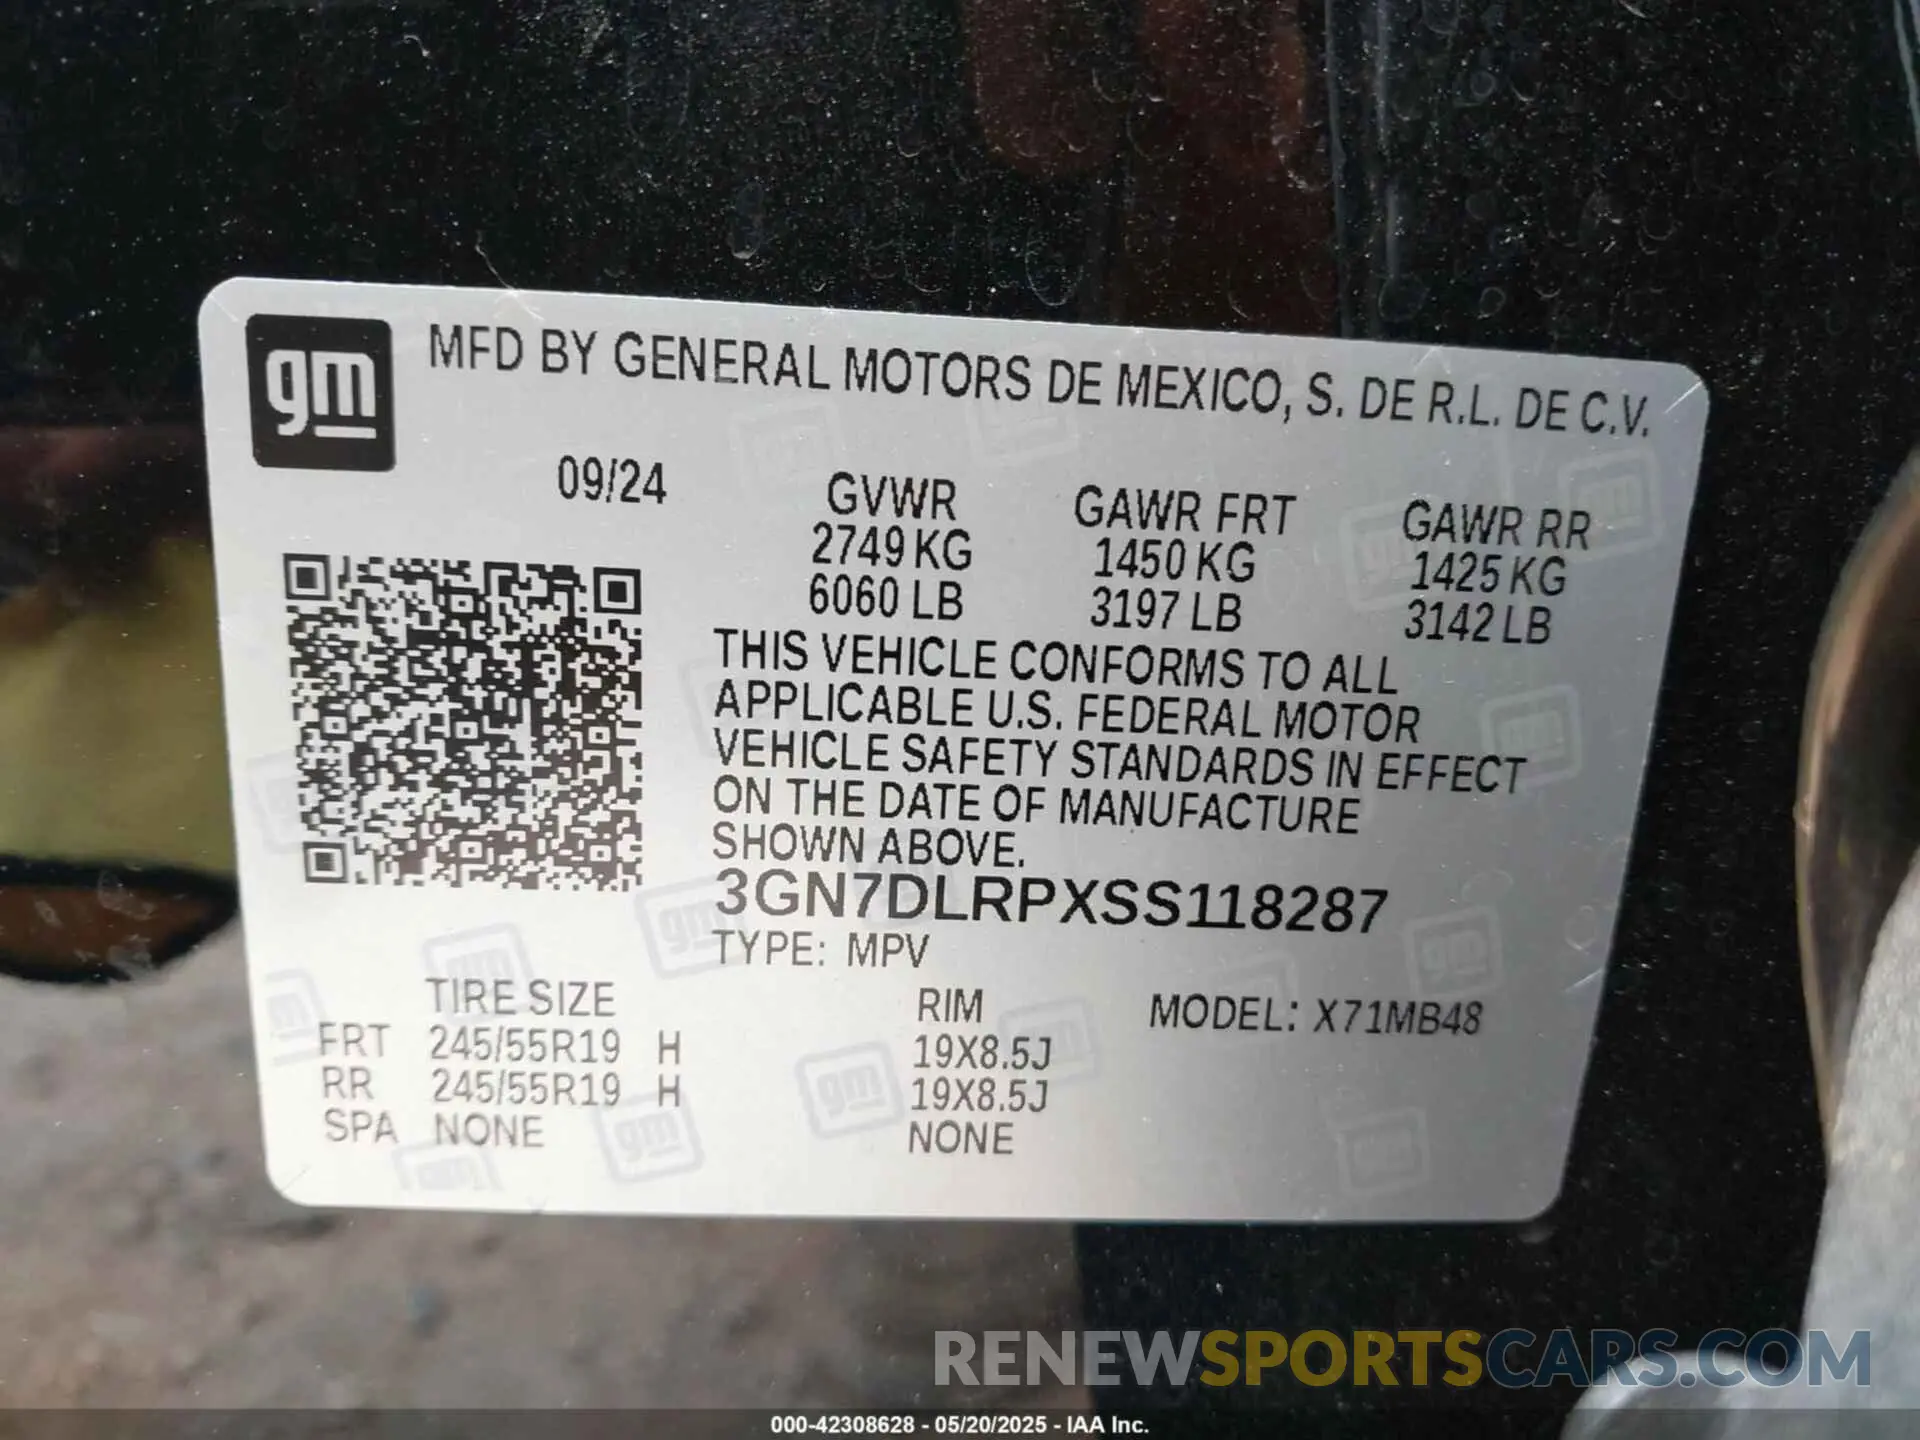 gm
MFD BY GENERAL MOTORS DE MEXICO, S. DE R.L. DE C.V.
09/24 GVWR GAWR FRT GAWR RR
2749 KG 1450 KG 1425 KG
6060 LB 3197 LB 3142 LB
THIS VEHICLE CONFORMS TO ALL
APPLICABLE U.S. FEDERAL MOTOR
VEHICLE SAFETY STANDARDS IN EFFECT
ON THE DATE OF MANUFACTURE
SHOWN ABOVE.
3GN7DLRPXSS118287
TYPE: MPV
TIRE SIZE RIM MODEL: X71MB48
FRT 245/55R19 H 19X8.5J
RR 245/55R19 H 19X8.5J
SPA NONE NONE
RENEWSPORTSCARS.COM
000-42308628 - 05/20/2025 - IAA Inc.